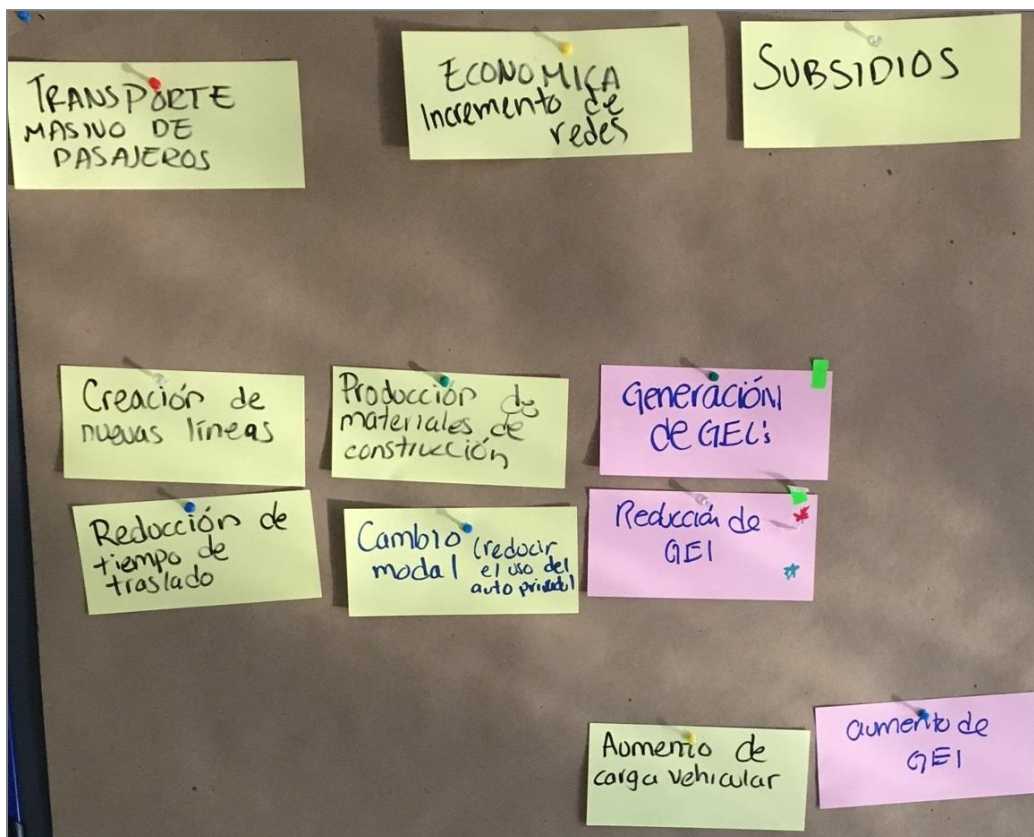 TRANSPORTE
MASIVO DE
PASAJEROS
ECONOMICA
Incremento de
redes
SUBSIDIOS
Creación de
nuevas líneas
Producción de
materiales de
construcción
Generación
de GEI's
Reducción de
tiempo de
traslado
Cambio
modal
(reducir
el uso del
auto privado)
Reducción de
GEI
Aumento de
carga vehicular
aumento de
GEI